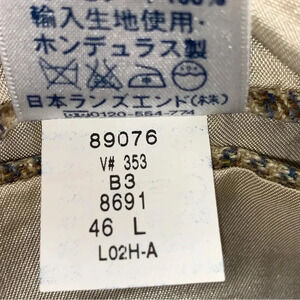 100%
輸入生地使用・
ホンデュラス製
日本ランズエンド(株)
0120-554-774
89076
V# 353
B3
8691
46 L
L02H-A